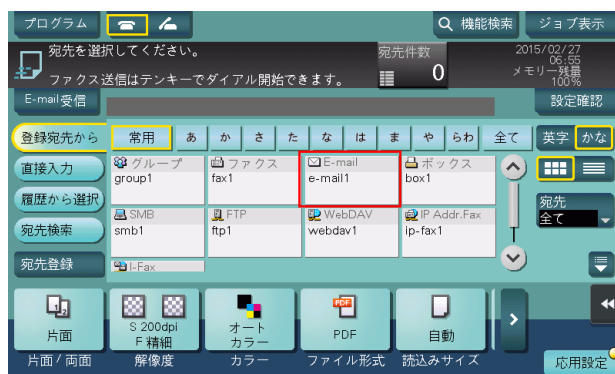 プログラム
機能検索
ジョブ表示
宛先を選択してください。
ファクス送信はテンキーでダイアル開始できます。
宛先件数
0
2015/02/27
06:55
メモリー残量
100%
E-mail受信
設定確認
登録宛先から
常用
あ
か
さ
た
な
は
ま
や
らわ
全て
英字
かな
直接入力
グループ
group1
ファクス
fax1
E-mail
e-mail1
ボックス
box1
履歴から選択
宛先
全て
宛先検索
SMB
smb1
FTP
ftp1
WebDAV
webdav1
IP Addr.Fax
ip-fax1
宛先登録
I-Fax
片面
S 200dpi
F 精細
オート
カラー
PDF
PDF
自動
片面/両面
解像度
カラー
ファイル形式
読込みサイズ
応用設定